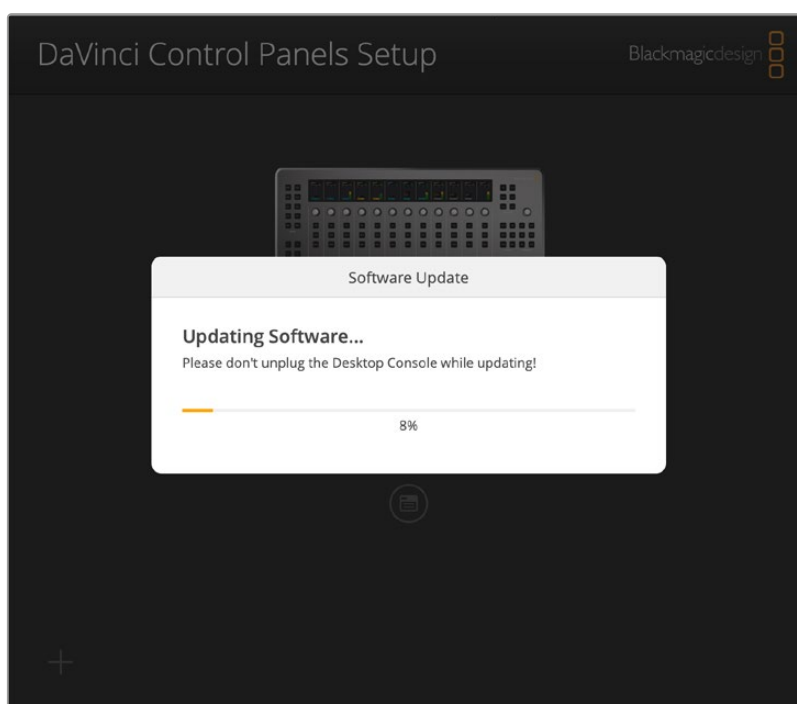 DaVinci Control Panels Setup
Blackmagicdesign
Software Update
Updating Software...
Please don't unplug the Desktop Console while updating!
8%